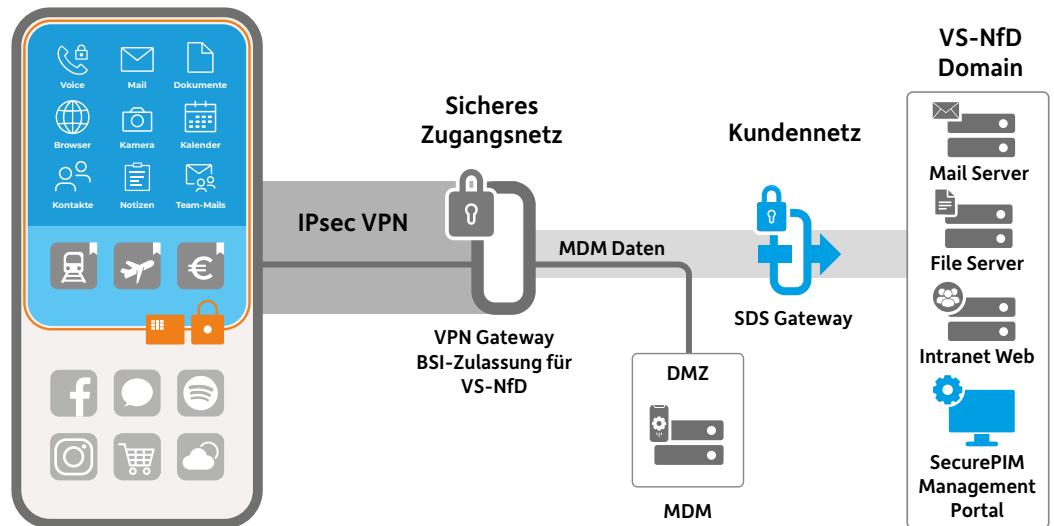 Voice
Mail
Dokumente
Browser
Kamera
Kalender
Kontakte
Notizen
Team-Mails
€
Sicheres
Zugangsnetz
IPsec VPN
VPN Gateway
BSI-Zulassung für
VS-NfD
MDM Daten
DMZ
MDM
Kundennetz
SDS Gateway
VS-NfD
Domain
Mail Server
File Server
Intranet Web
SecurePIM
Management
Portal